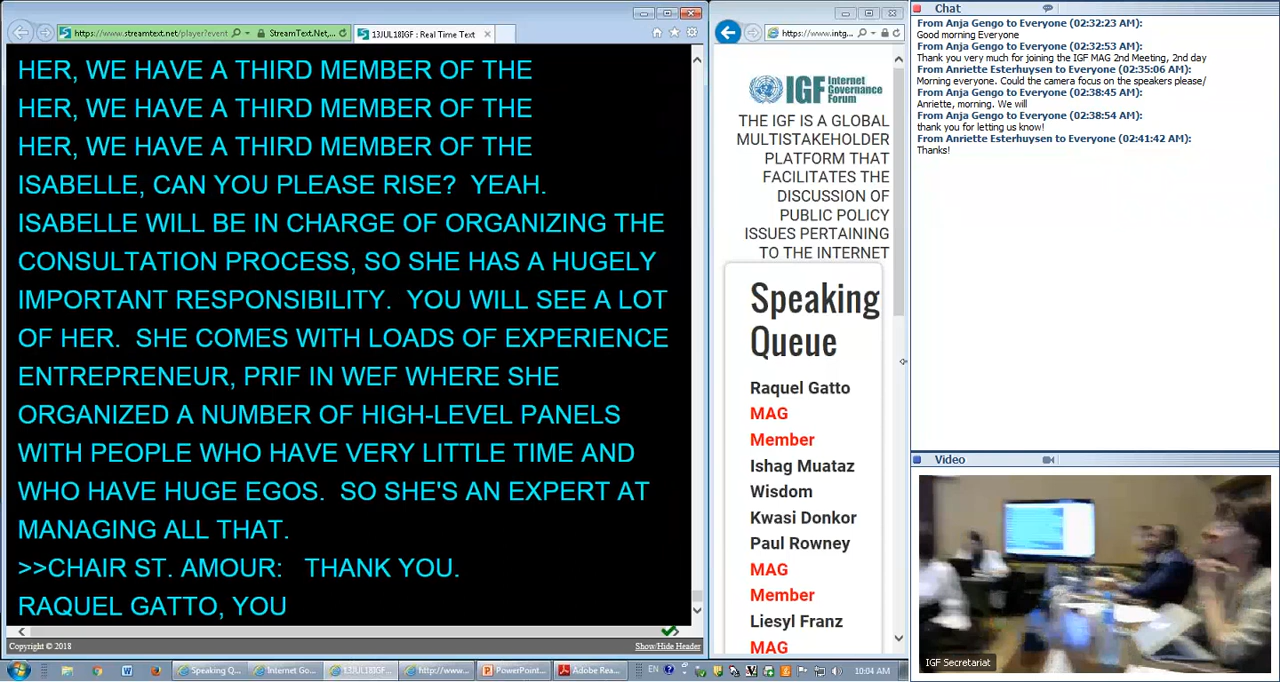 https://www.streamtext.net/player?event
StreamText.Net,...
13JUL18IGF : Real Time Text
HER, WE HAVE A THIRD MEMBER OF THE
HER, WE HAVE A THIRD MEMBER OF THE
HER, WE HAVE A THIRD MEMBER OF THE
ISABELLE, CAN YOU PLEASE RISE?  YEAH.
ISABELLE WILL BE IN CHARGE OF ORGANIZING THE
CONSULTATION PROCESS, SO SHE HAS A HUGELY
IMPORTANT RESPONSIBILITY.  YOU WILL SEE A LOT
OF HER.  SHE COMES WITH LOADS OF EXPERIENCE
ENTREPRENEUR, PRIF IN WEF WHERE SHE
ORGANIZED A NUMBER OF HIGH-LEVEL PANELS
WITH PEOPLE WHO HAVE VERY LITTLE TIME AND
WHO HAVE HUGE EGOS.  SO SHE'S AN EXPERT AT
MANAGING ALL THAT.
>>CHAIR ST. AMOUR:   THANK YOU.
RAQUEL GATTO, YOU
Copyright © 2018
Show/Hide Header
https://www.intg...
IGF Internet Governance Forum
THE IGF IS A GLOBAL
MULTISTAKEHOLDER
PLATFORM THAT
FACILITATES THE
DISCUSSION OF
PUBLIC POLICY
ISSUES PERTAINING
TO THE INTERNET
Speaking
Queue
Raquel Gatto
MAG
Member
Ishag Muataz
Wisdom
Kwasi Donkor
Paul Rowney
MAG
Member
Liesyl Franz
MAG
Chat
From Anja Gengo to Everyone (02:32:23 AM):
Good morning Everyone
From Anja Gengo to Everyone (02:32:53 AM):
Thank you very much for joining the IGF MAG 2nd Meeting, 2nd day
From Anriette Esterhuysen to Everyone (02:35:06 AM):
Morning everyone. Could the camera focus on the speakers please/
From Anja Gengo to Everyone (02:38:45 AM):
Anriette, morning. We will
From Anja Gengo to Everyone (02:38:54 AM):
thank you for letting us know!
From Anriette Esterhuysen to Everyone (02:41:42 AM):
Thanks!
Video
IGF Secretariat
Speaking Q...
Internet Go...
13JUL18IGF...
http://www...
PowerPoint...
Adobe Rea...
EN
10:04 AM